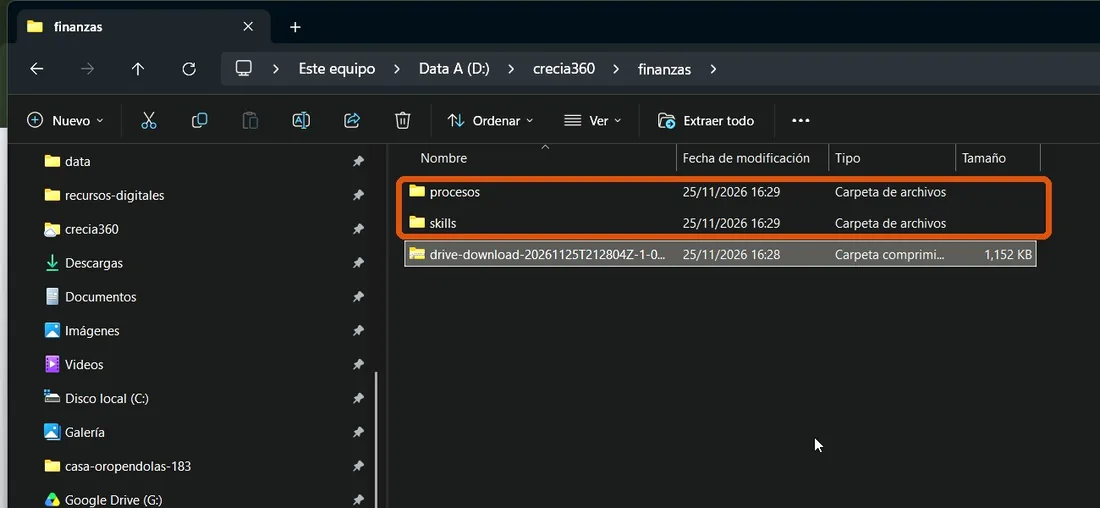 finanzas
Este equipo > Data A (D:) > crecia360 > finanzas >
Nuevo
Ordenar
Ver
Extraer todo
Nombre Fecha de modificación Tipo Tamaño
procesos 25/11/2026 16:29 Carpeta de archivos
skills 25/11/2026 16:29 Carpeta de archivos
drive-download-20261125T212804Z-1-0... 25/11/2026 16:28 Carpeta comprimi... 1,152 KB
data
recursos-digitales
crecia360
Descargas
Documentos
Imágenes
Videos
Disco local (C:)
Galería
casa-oropendolas-183
Google Drive (G:)